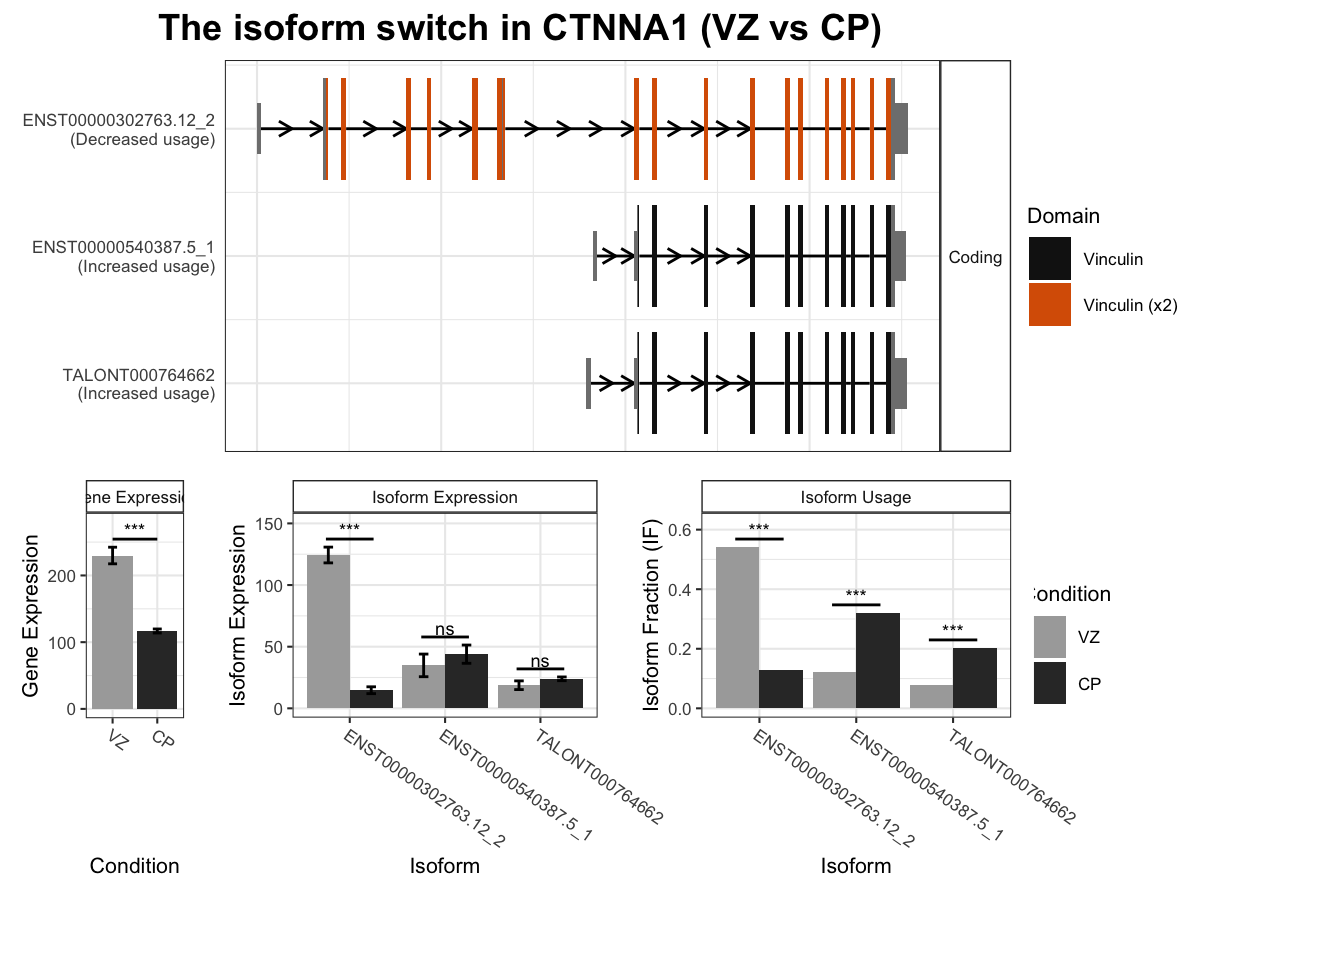 The isoform switch in CTNNA1 (VZ vs CP)
ENST00000302763.12_2
(Decreased usage)
ENST00000540387.5_1
(Increased usage)
TALONT000764662
(Increased usage)
Coding
Domain
Vinculin
Vinculin (x2)
ene Expressi
Gene Expression
***
200
100
0
VZ
CP
Condition
Isoform Expression
Isoform Expression
150
100
50
0
***
ns
ns
ENST00000302763.12_2
ENST00000540387.5_1
TALONT000764662
Isoform
Isoform Usage
Isoform Fraction (IF)
0.6
0.4
0.2
0.0
***
***
***
ENST00000302763.12_2
ENST00000540387.5_1
TALONT000764662
Isoform
ondition
VZ
CP